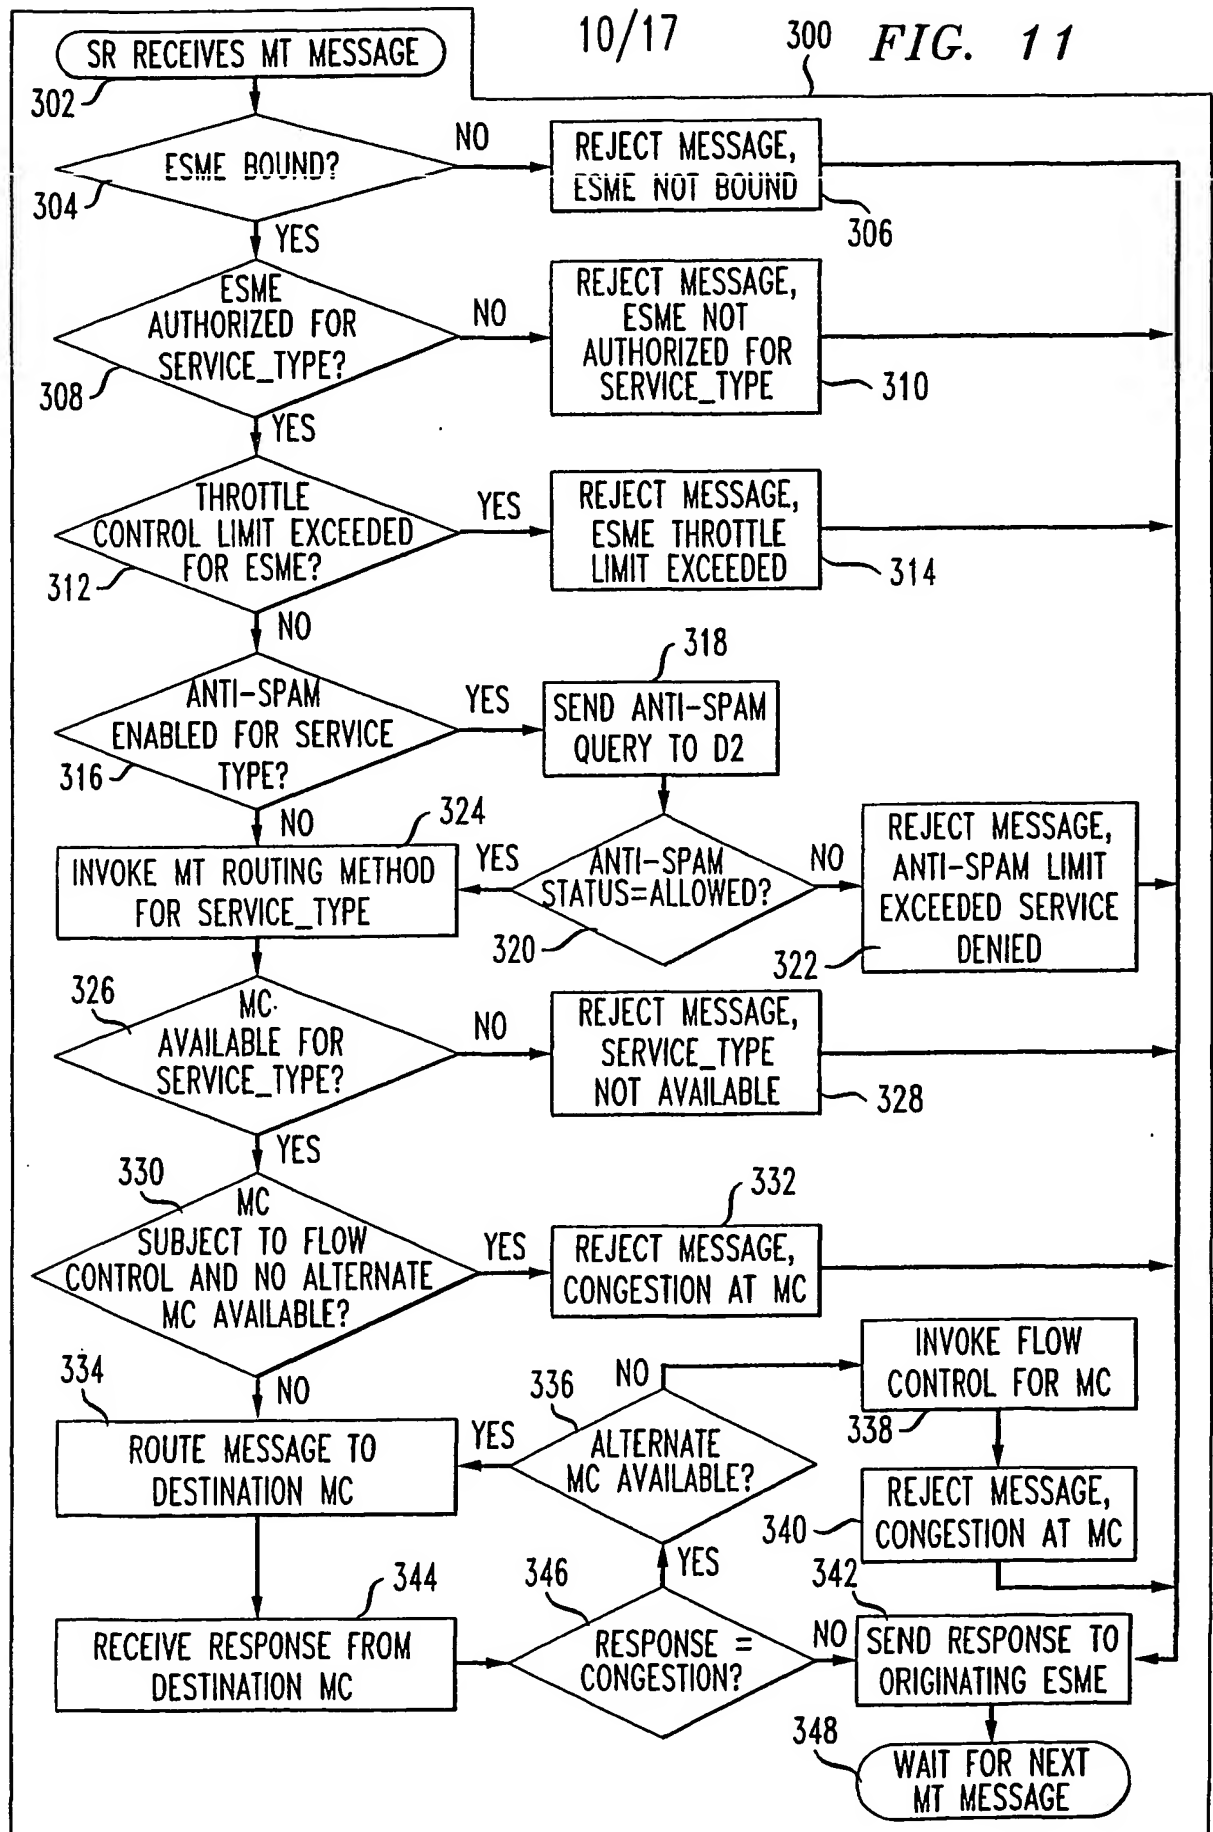 10/17
300
FIG. 11
SR RECEIVES MT MESSAGE
302
ESME BOUND?
304
NO
REJECT MESSAGE,
ESME NOT BOUND
306
YES
ESME
AUTHORIZED FOR
SERVICE_TYPE?
308
NO
REJECT MESSAGE,
ESME NOT
AUTHORIZED FOR
SERVICE_TYPE
310
YES
THROTTLE
CONTROL LIMIT EXCEEDED
FOR ESME?
312
YES
REJECT MESSAGE,
ESME THROTTLE
LIMIT EXCEEDED
314
NO
ANTI-SPAM
ENABLED FOR SERVICE
TYPE?
316
YES
318
SEND ANTI-SPAM
QUERY TO D2
NO
324
INVOKE MT ROUTING METHOD
FOR SERVICE_TYPE
YES
ANTI-SPAM
STATUS=ALLOWED?
320
NO
REJECT MESSAGE,
ANTI-SPAM LIMIT
EXCEEDED SERVICE
DENIED
322
326
MC
AVAILABLE FOR
SERVICE_TYPE?
NO
REJECT MESSAGE,
SERVICE_TYPE
NOT AVAILABLE
328
YES
330
MC
SUBJECT TO FLOW
CONTROL AND NO ALTERNATE
MC AVAILABLE?
YES
332
REJECT MESSAGE,
CONGESTION AT MC
NO
334
ROUTE MESSAGE TO
DESTINATION MC
YES
336
ALTERNATE
MC AVAILABLE?
NO
INVOKE FLOW
CONTROL FOR MC
338
REJECT MESSAGE,
CONGESTION AT MC
340
YES
344
RECEIVE RESPONSE FROM
DESTINATION MC
346
RESPONSE =
CONGESTION?
NO
342
SEND RESPONSE TO
ORIGINATING ESME
348
WAIT FOR NEXT
MT MESSAGE